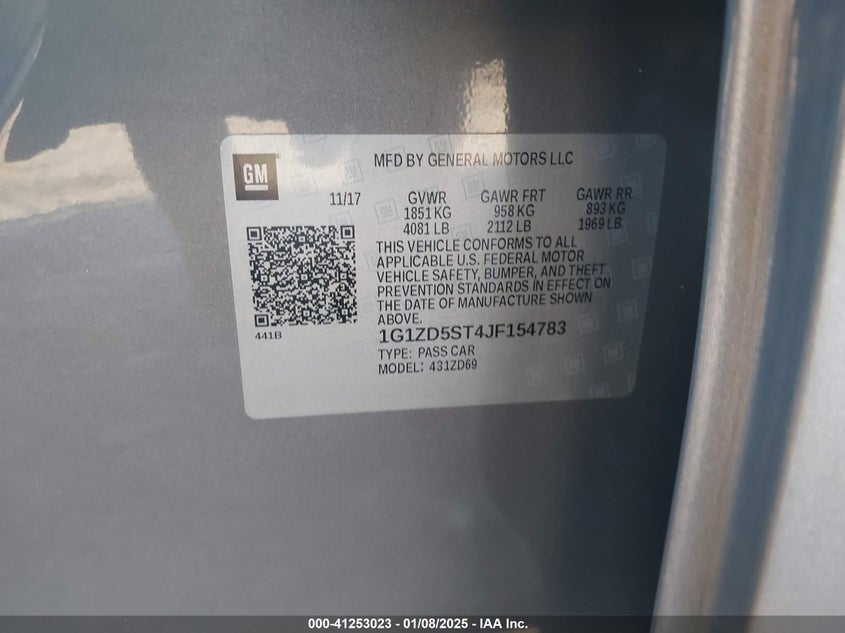 GM
MFD BY GENERAL MOTORS LLC
11/17
GVWR GAWR FRT GAWR RR
1851 KG 958 KG 893 KG
4081 LB 2112 LB 1969 LB
THIS VEHICLE CONFORMS TO ALL
APPLICABLE U.S. FEDERAL MOTOR
VEHICLE SAFETY, BUMPER, AND THEFT
PREVENTION STANDARDS IN EFFECT ON
THE DATE OF MANUFACTURE SHOWN
ABOVE.
441B
1G1ZD5ST4JF154783
TYPE: PASS CAR
MODEL: 431ZD69
000-41253023 - 01/08/2025 - IAA Inc.